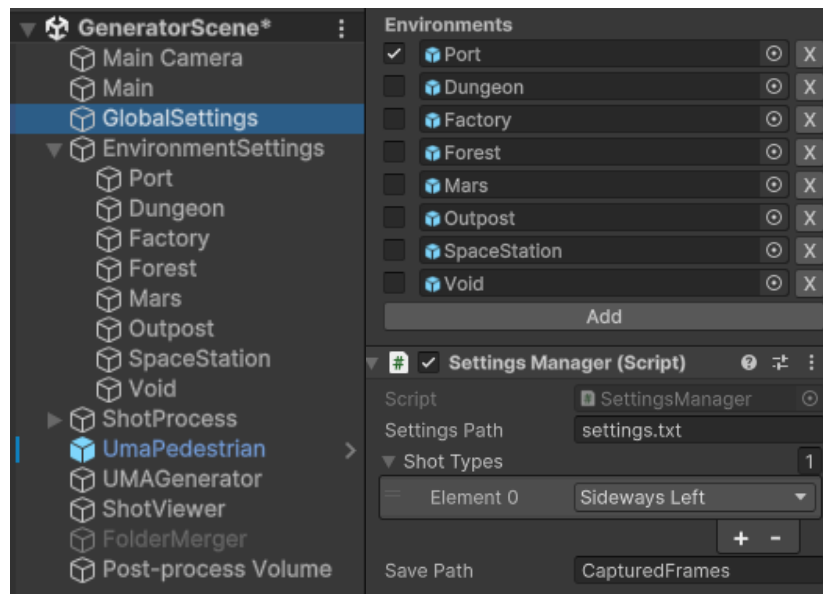 GeneratorScene*
Main Camera
Main
GlobalSettings
EnvironmentSettings
Port
Dungeon
Factory
Forest
Mars
Outpost
SpaceStation
Void
ShotProcess
UmaPedestrian
UMAGenerator
ShotViewer
FolderMerger
Post-process Volume
Environments
Port X
Dungeon X
Factory X
Forest X
Mars X
Outpost X
SpaceStation X
Void X
Add
# Settings Manager (Script)
Script SettingsManager
Settings Path settings.txt
Shot Types 1
Element 0 Sideways Left
+ -
Save Path CapturedFrames